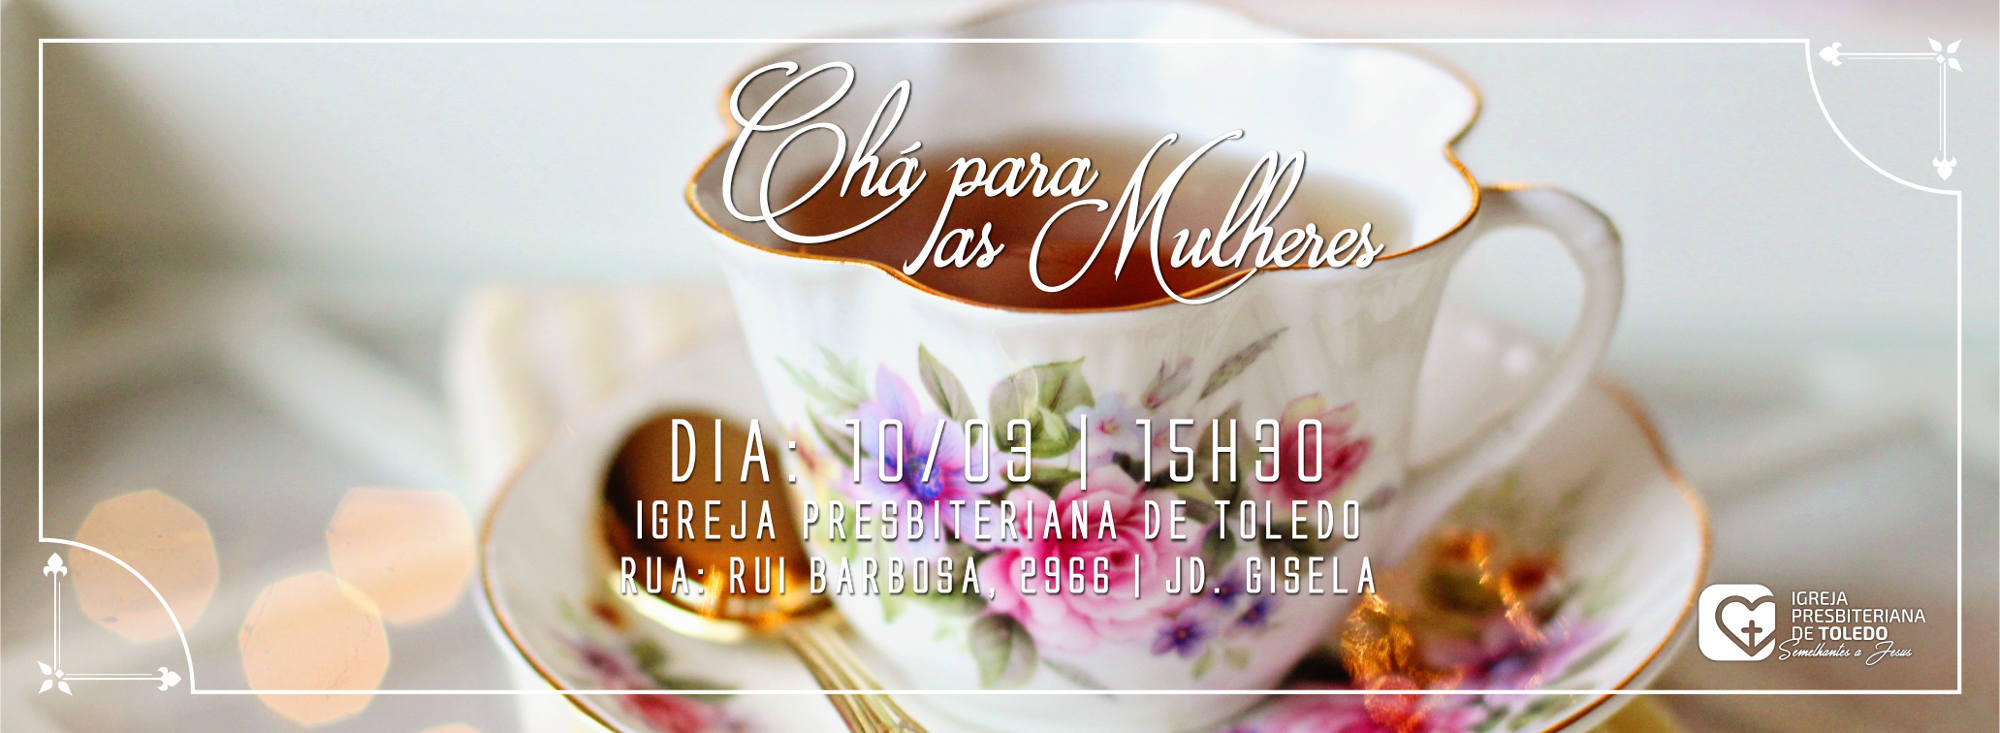 Chá para
as Mulheres
DIA: 10/03 | 15H30
IGREJA PRESBITERIANA DE TOLEDO
RUA: RUI BARBOSA, 2966 | JD. GISELA
IGREJA
PRESBITERIANA
DE TOLEDO
Semelhantes a Jesus